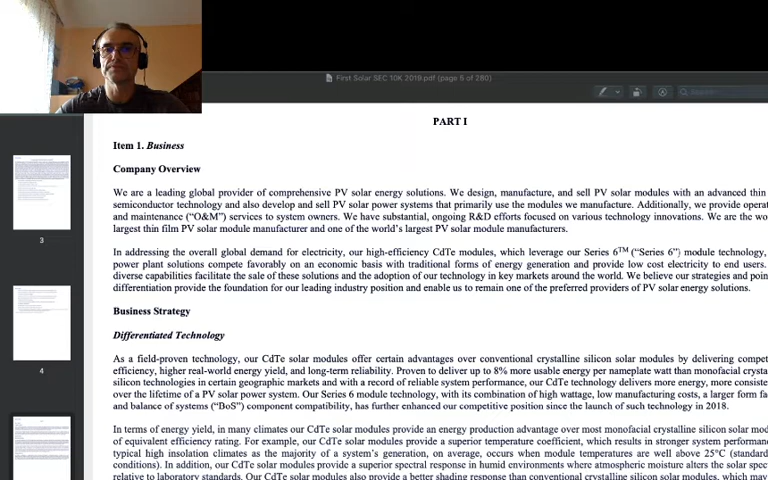 First Solar SEC 10K 2019.pdf (page 5 of 280)
Search
PART I
Item 1. Business
Company Overview
We are a leading global provider of comprehensive PV solar energy solutions. We design, manufacture, and sell PV solar modules with an advanced thin
semiconductor technology and also develop and sell PV solar power systems that primarily use the modules we manufacture. Additionally, we provide operat
and maintenance (“O&M”) services to system owners. We have substantial, ongoing R&D efforts focused on various technology innovations. We are the wo
largest thin film PV solar module manufacturer and one of the world’s largest PV solar module manufacturers.
In addressing the overall global demand for electricity, our high-efficiency CdTe modules, which leverage our Series 6™ (“Series 6”) module technology,
power plant solutions compete favorably on an economic basis with traditional forms of energy generation and provide low cost electricity to end users.
diverse capabilities facilitate the sale of these solutions and the adoption of our technology in key markets around the world. We believe our strategies and poin
differentiation provide the foundation for our leading industry position and enable us to remain one of the preferred providers of PV solar energy solutions.
Business Strategy
Differentiated Technology
As a field-proven technology, our CdTe solar modules offer certain advantages over conventional crystalline silicon solar modules by delivering compet
efficiency, higher real-world energy yield, and long-term reliability. Proven to deliver up to 8% more usable energy per nameplate watt than monofacial crysta
silicon technologies in certain geographic markets and with a record of reliable system performance, our CdTe technology delivers more energy, more consiste
over the lifetime of a PV solar power system. Our Series 6 module technology, with its combination of high wattage, low manufacturing costs, a larger form fa
and balance of systems (“BoS”) component compatibility, has further enhanced our competitive position since the launch of such technology in 2018.
In terms of energy yield, in many climates our CdTe solar modules provide an energy production advantage over most monofacial crystalline silicon solar mod
of equivalent efficiency rating. For example, our CdTe solar modules provide a superior temperature coefficient, which results in stronger system performanc
typical high insolation climates as the majority of a system’s generation, on average, occurs when module temperatures are well above 25°C (standard
conditions). In addition, our CdTe solar modules provide a superior spectral response in humid environments where atmospheric moisture alters the solar spec
relative to laboratory standards. Our CdTe solar modules also provide a better shading response than conventional crystalline silicon solar modules, which may
3
4